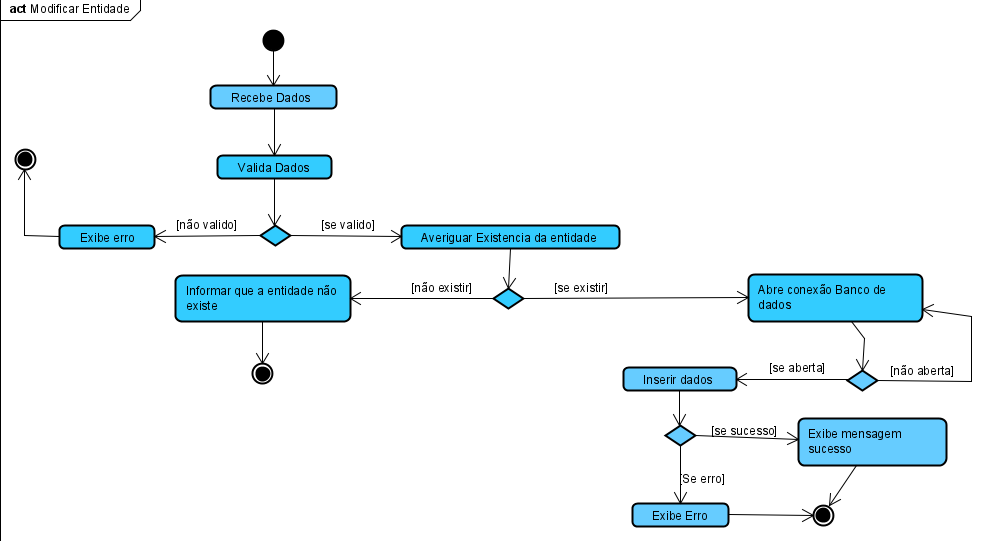 act Modificar Entidade
Recebe Dados
Valida Dados
[não valido]
[se valido]
Exibe erro
Averiguar Existencia da entidade
Informar que a entidade não
existe
[não existir]
[se existir]
Abre conexão Banco de
dados
[se aberta]
[não aberta]
Inserir dados
[se sucesso]
Exibe mensagem
sucesso
[Se erro]
Exibe Erro